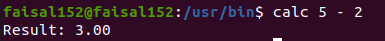 faisal152@faisal152:/usr/bin$ calc 5 - 2
Result: 3.00